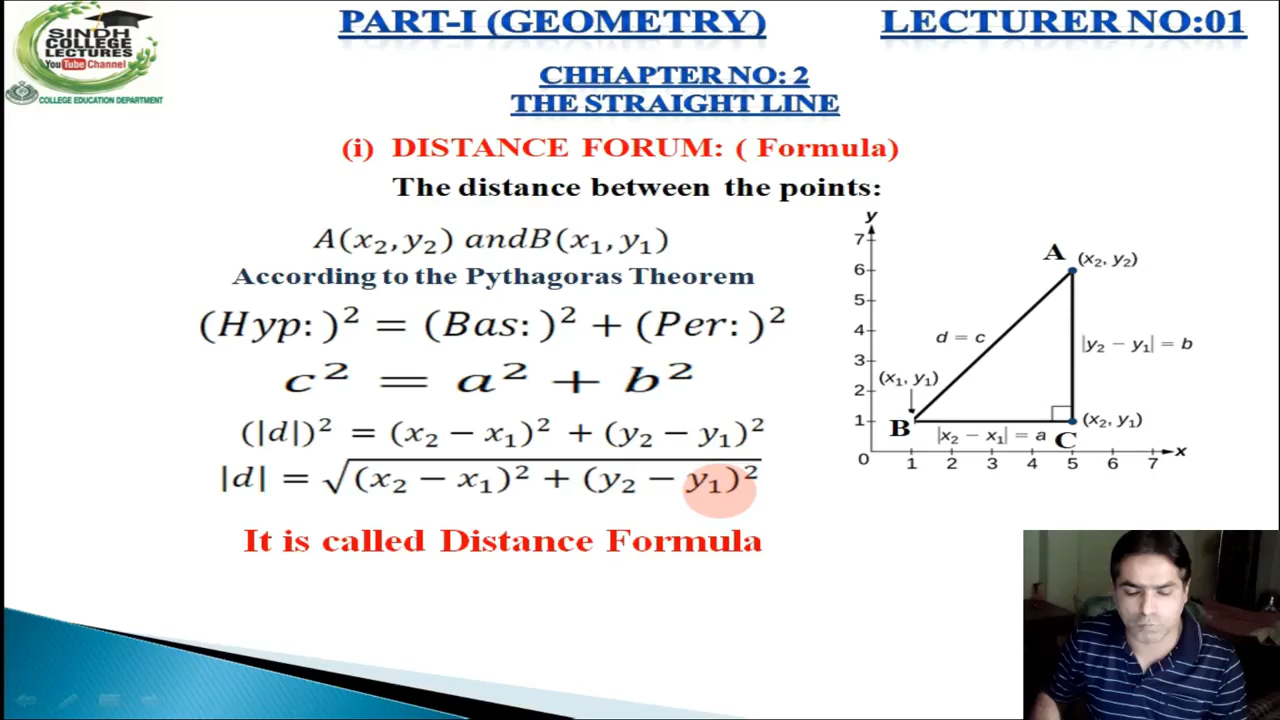 SINDH
COLLEGE
LECTURES
You Tube Channel
COLLEGE EDUCATION DEPARTMENT
PART-I (GEOMETRY)
LECTURER NO:01
CHHAPTER NO: 2
THE STRAIGHT LINE
(i) DISTANCE FORUM: ( Formula)
The distance between the points:
A(x₂, y₂) andB(x₁, y₁)
According to the Pythagoras Theorem
(Hyp: )² = (Bas: )² + (Per: )²
c² = a² + b²
(|d|)² = (x₂ − x₁)² + (y₂ − y₁)²
|d| = √(x₂ − x₁)² + (y₂ − y₁)²
It is called Distance Formula
y
7
6
5
4
3
2
1
0
1 2 3 4 5 6 7
x
A
(x₂, y₂)
d = c
|y₂ − y₁| = b
(x₁, y₁)
B
|x₂ − x₁| = a
C
(x₂, y₁)